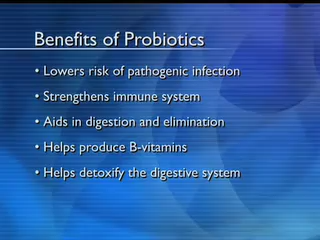 Benefits of Probiotics
• Lowers risk of pathogenic infection
• Strengthens immune system
• Aids in digestion and elimination
• Helps produce B-vitamins
• Helps detoxify the digestive system